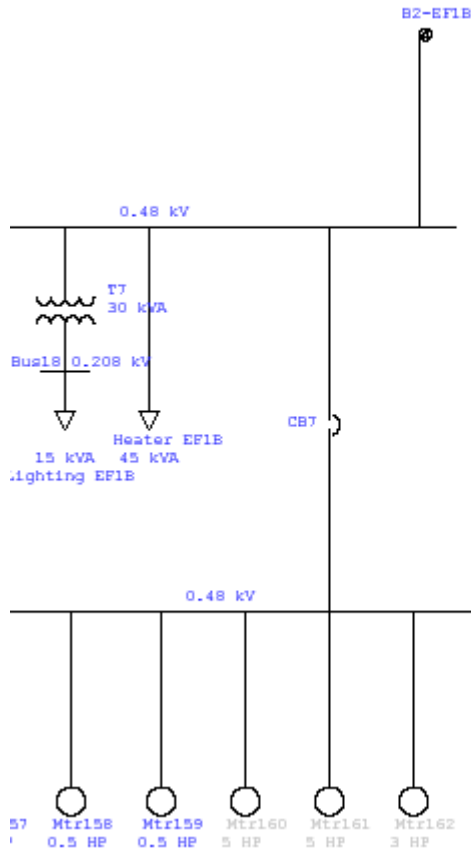 B2-EF1B
0.48 kV
T7
30 kVA
Bus18 0.208 kV
CB7
Heater EF1B
15 kVA 45 kVA
Lighting EF1B
0.48 kV
57 Mtr158 Mtr159 Mtr160 Mtr161 Mtr162
P 0.5 HP 0.5 HP 5 HP 5 HP 3 HP